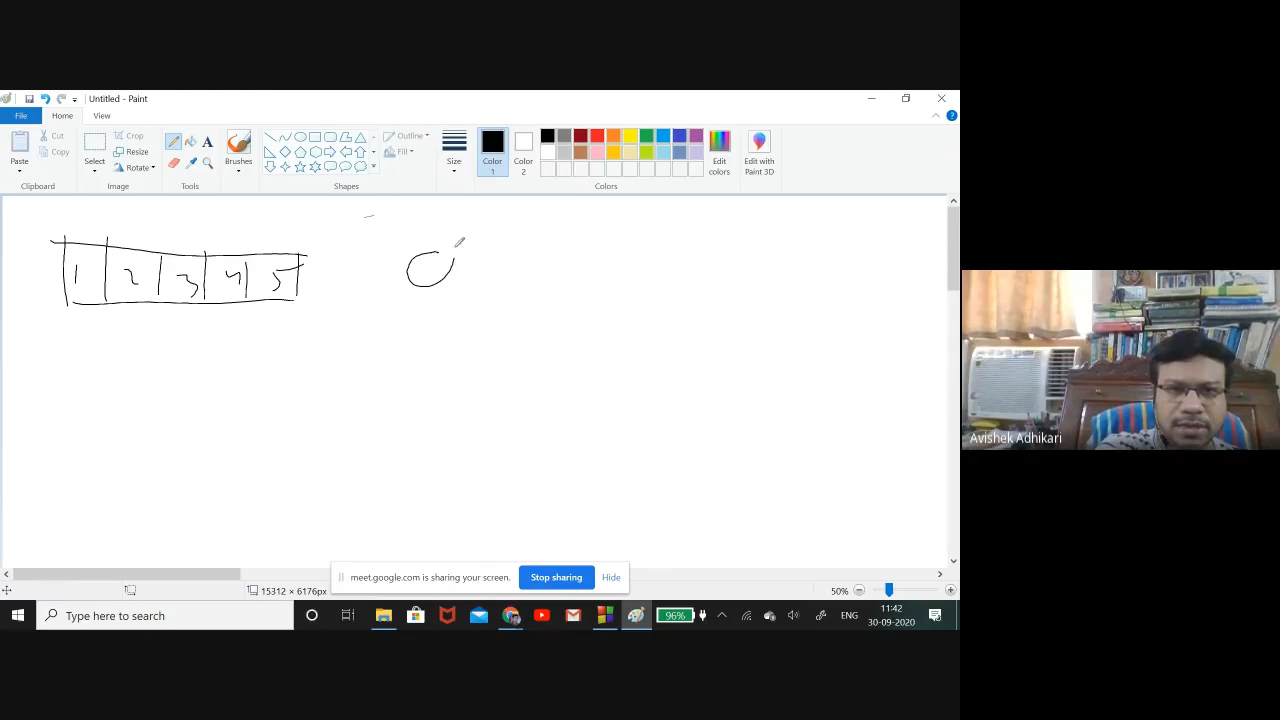 Untitled - Paint
File Home View
Cut
Copy
Paste
Clipboard
Crop
Resize
Rotate
Select
Image
A
Tools
Brushes
Outline
Fill
Shapes
Size
Color 1
Color 2
Edit colors
Colors
Edit with Paint 3D
1 2 3 4 5
Avishek Adhikari
meet.google.com is sharing your screen. Stop sharing Hide
15312 × 6176px
50%
Type here to search
96%
ENG
11:42
30-09-2020